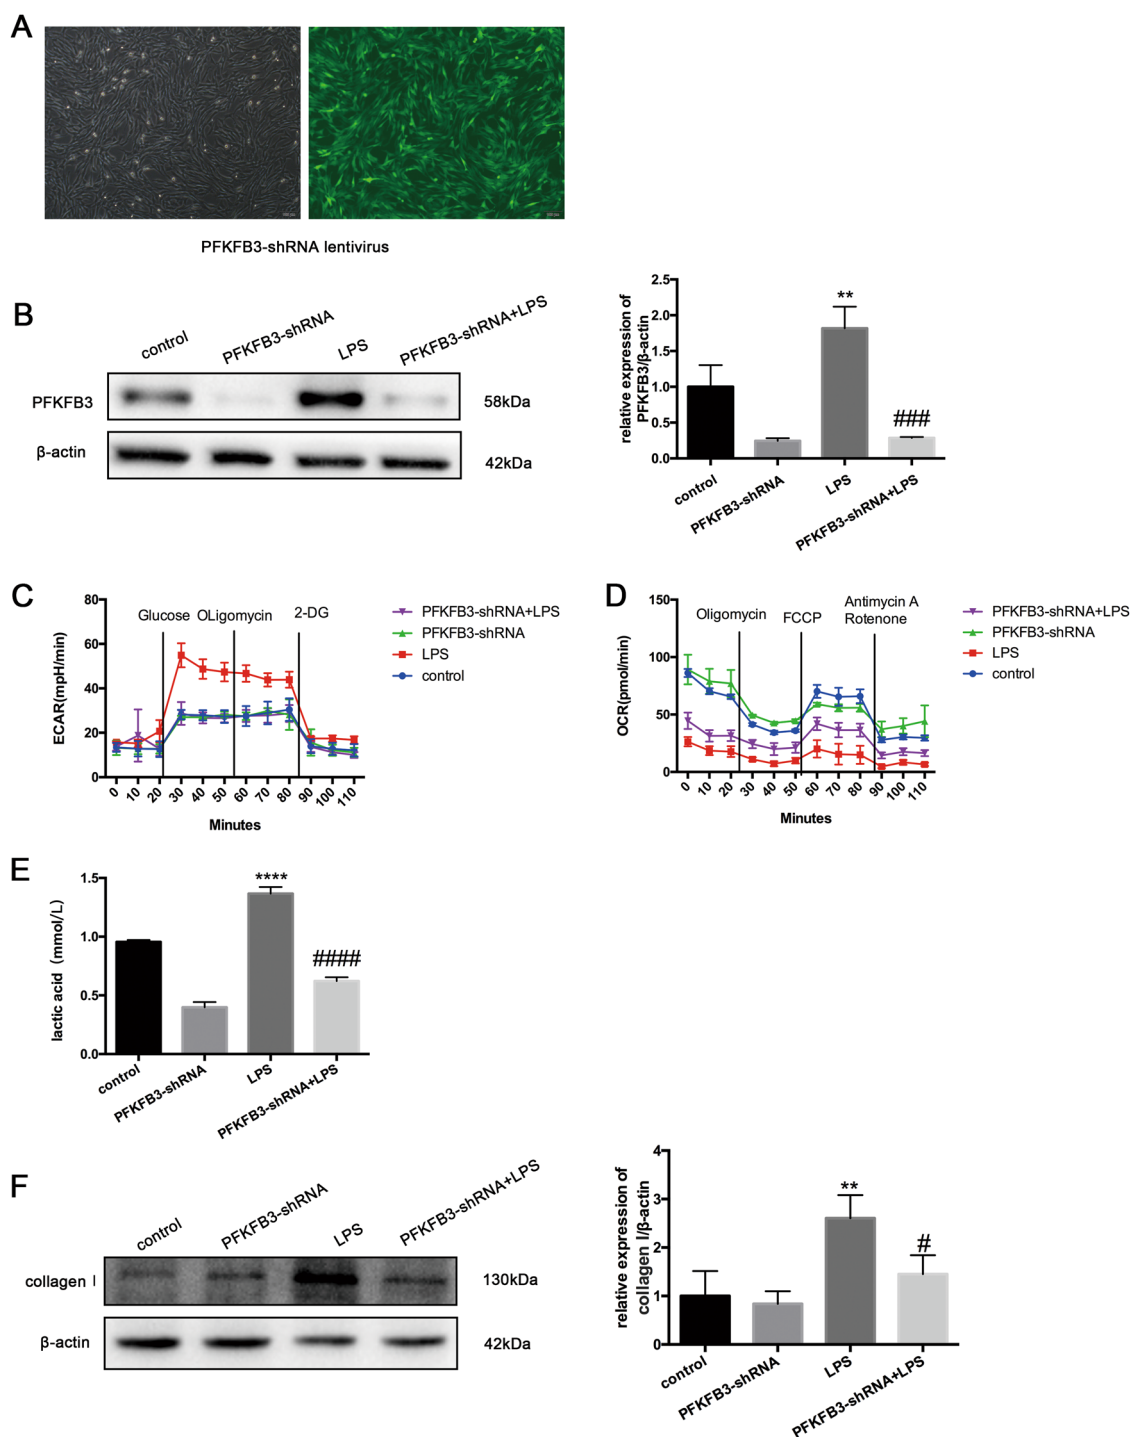 A
PFKFB3-shRNA lentivirus
B
control
PFKFB3-shRNA
LPS
PFKFB3-shRNA+LPS
PFKFB3
58kDa
β-actin
42kDa
relative expression of
PFKFB3/β-actin
2.5
2.0
1.5
1.0
0.5
0.0
**
###
control
PFKFB3-shRNA
LPS
PFKFB3-shRNA+LPS
C
ECAR(mpH/min)
80
60
40
20
0
Glucose
OLigomycin
2-DG
0
10
20
30
40
50
60
70
80
90
100
110
Minutes
PFKFB3-shRNA+LPS
PFKFB3-shRNA
LPS
control
D
OCR(pmol/min)
150
100
50
0
Oligomycin
FCCP
Antimycin A
Rotenone
0
10
20
30
40
50
60
70
80
90
100
110
Minutes
PFKFB3-shRNA+LPS
PFKFB3-shRNA
LPS
control
E
lactic acid (mmol/L)
1.5
1.0
0.5
0.0
****
####
control
PFKFB3-shRNA
LPS
PFKFB3-shRNA+LPS
F
control
PFKFB3-shRNA
LPS
PFKFB3-shRNA+LPS
collagen I
130kDa
β-actin
42kDa
relative expression of
collagen I/β-actin
4
3
2
1
0
**
#
control
PFKFB3-shRNA
LPS
PFKFB3-shRNA+LPS